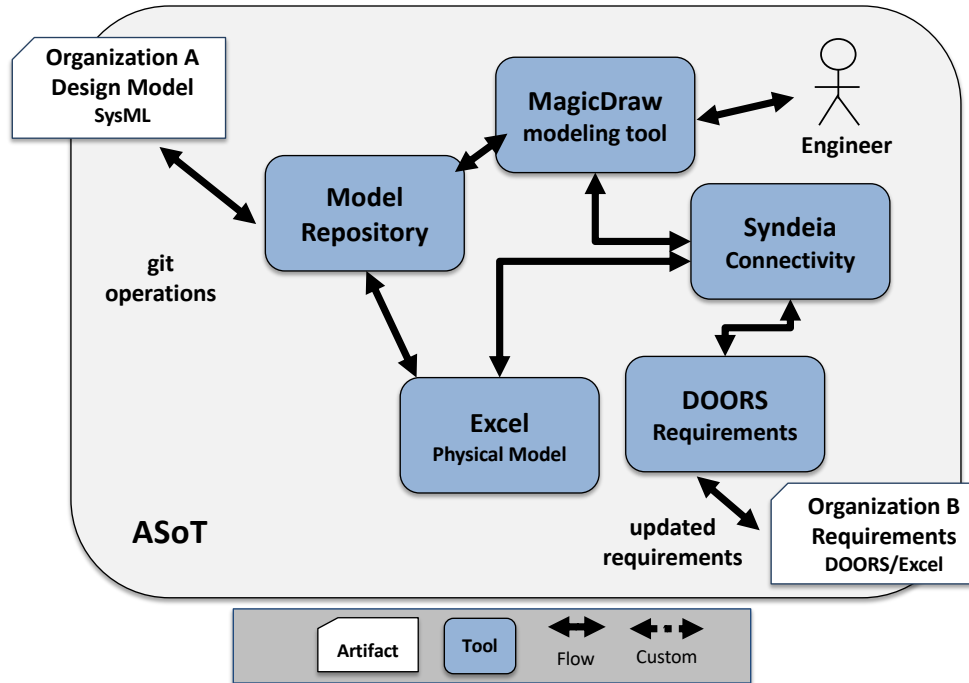 Organization A
Design Model
SysML
MagicDraw
modeling tool
Engineer
Model
Repository
Syndeia
Connectivity
git
operations
Excel
Physical Model
DOORS
Requirements
ASoT
updated
requirements
Organization B
Requirements
DOORS/Excel
Artifact
Tool
Flow
Custom